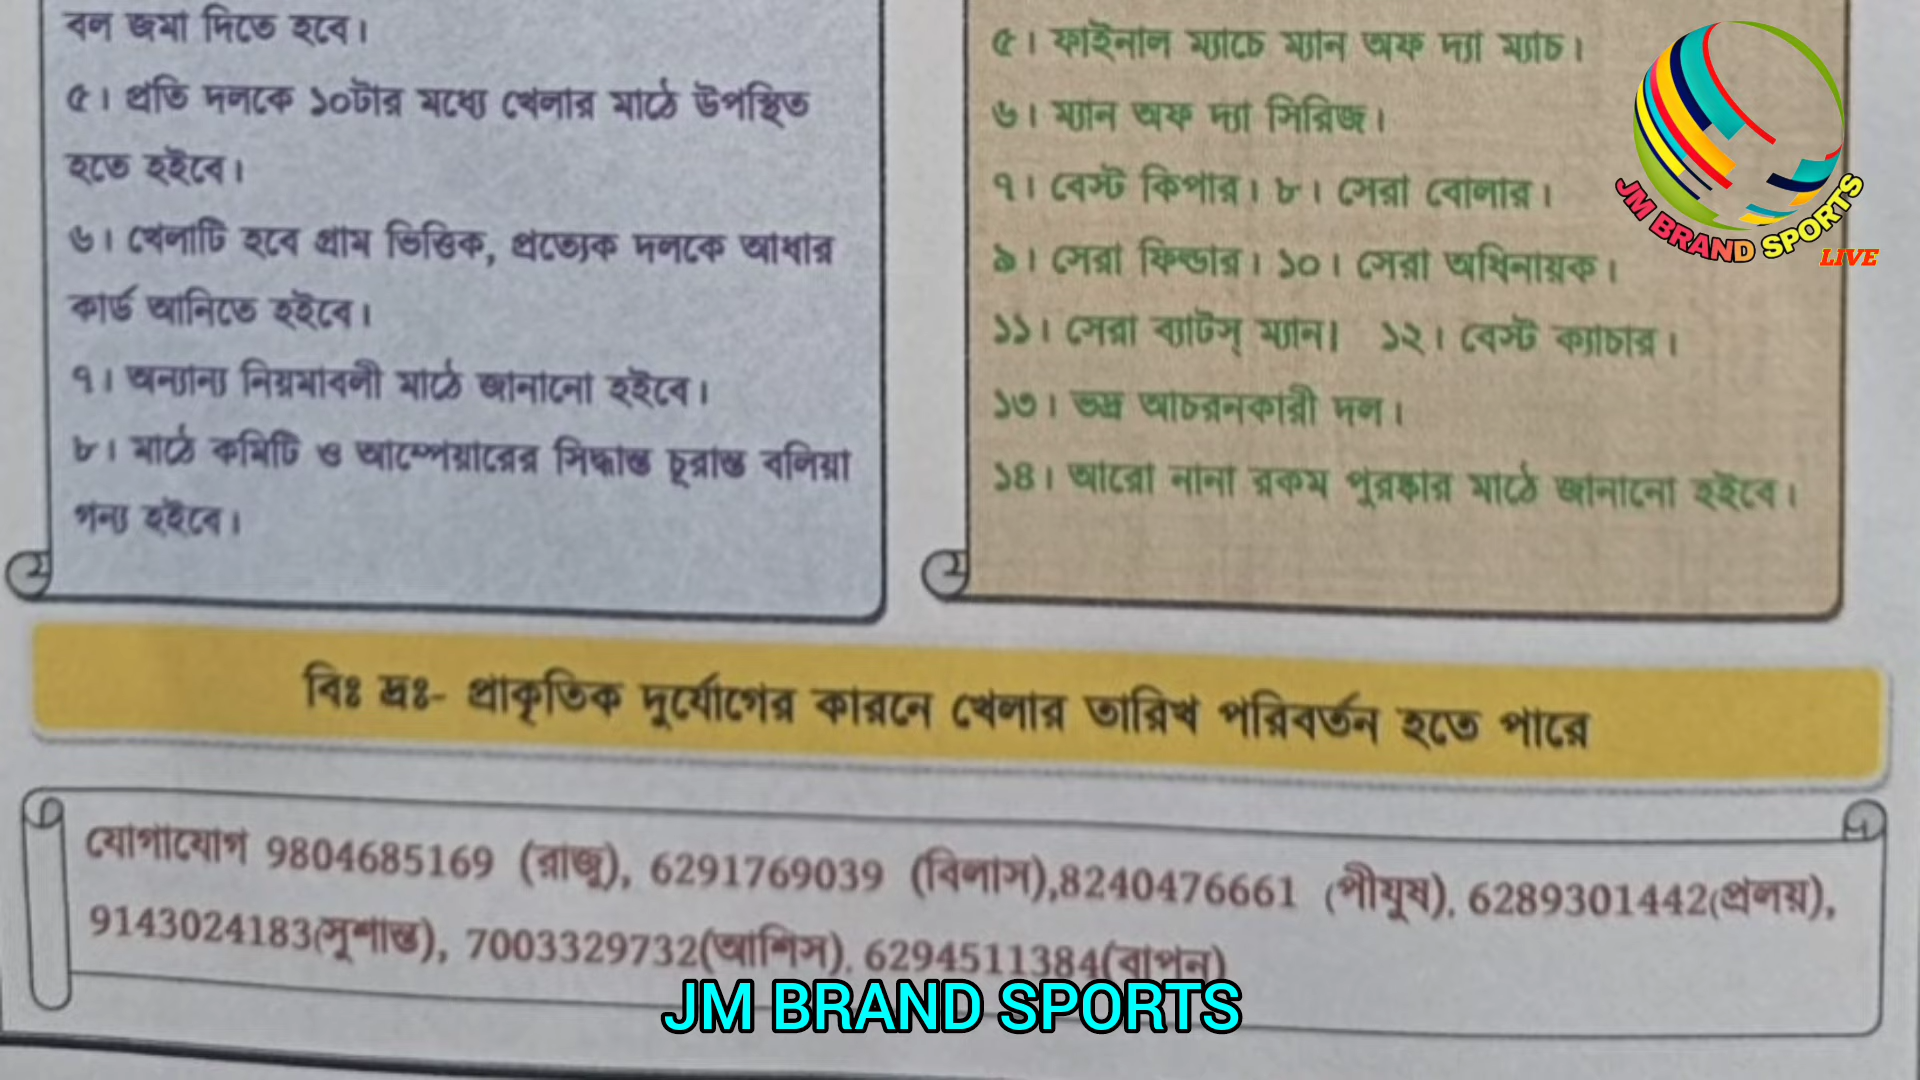 বল জমা দিতে হবে।
৫। প্রতি দলকে ১০টার মধ্যে খেলার মাঠে উপস্থিত
হতে হইবে।
৬। খেলাটি হবে গ্রাম ভিত্তিক, প্রত্যেক দলকে আধার
কার্ড আনিতে হইবে।
৭। অন্যান্য নিয়মাবলী মাঠে জানানো হইবে।
৮। মাঠে কমিটি ও আম্পেয়ারের সিদ্ধান্ত চূরান্ত বলিয়া
গন্য হইবে।
৫। ফাইনাল ম্যাচে ম্যান অফ দ্যা ম্যাচ।
৬। ম্যান অফ দ্যা সিরিজ।
৭। বেস্ট কিপার। ৮। সেরা বোলার।
৯। সেরা ফিল্ডার। ১০। সেরা অধিনায়ক।
১১। সেরা ব্যাটস্ ম্যান। ১২। বেস্ট ক্যাচার।
১৩। ভদ্র আচরনকারী দল।
১৪। আরো নানা রকম পুরষ্কার মাঠে জানানো হইবে।
JM BRAND SPORTS
LIVE
বিঃ দ্রঃ- প্রাকৃতিক দুর্যোগের কারনে খেলার তারিখ পরিবর্তন হতে পারে
যোগাযোগ 9804685169 (রাজু), 6291769039 (বিলাস),8240476661 (পীযুষ), 6289301442(প্রলয়),
9143024183(সুশান্ত), 7003329732(আশিস), 6294511384(বাপন)
JM BRAND SPORTS